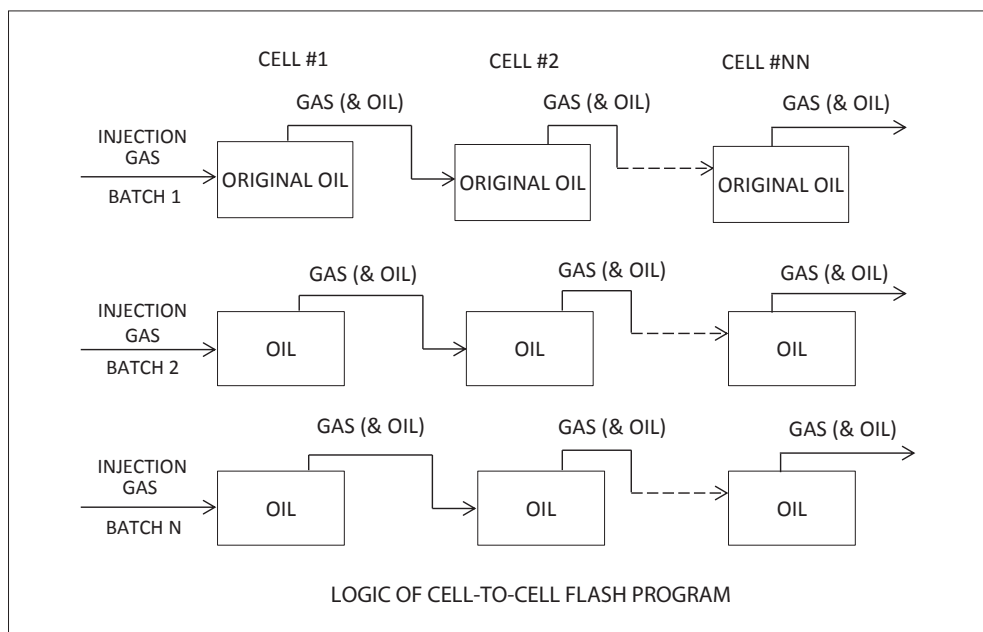 CELL #1
CELL #2
CELL #NN
GAS (& OIL)
GAS (& OIL)
GAS (& OIL)
INJECTION
GAS
BATCH 1
ORIGINAL OIL
ORIGINAL OIL
ORIGINAL OIL
GAS (& OIL)
GAS (& OIL)
GAS (& OIL)
INJECTION
GAS
BATCH 2
OIL
OIL
OIL
GAS (& OIL)
GAS (& OIL)
GAS (& OIL)
INJECTION
GAS
BATCH N
OIL
OIL
OIL
LOGIC OF CELL-TO-CELL FLASH PROGRAM